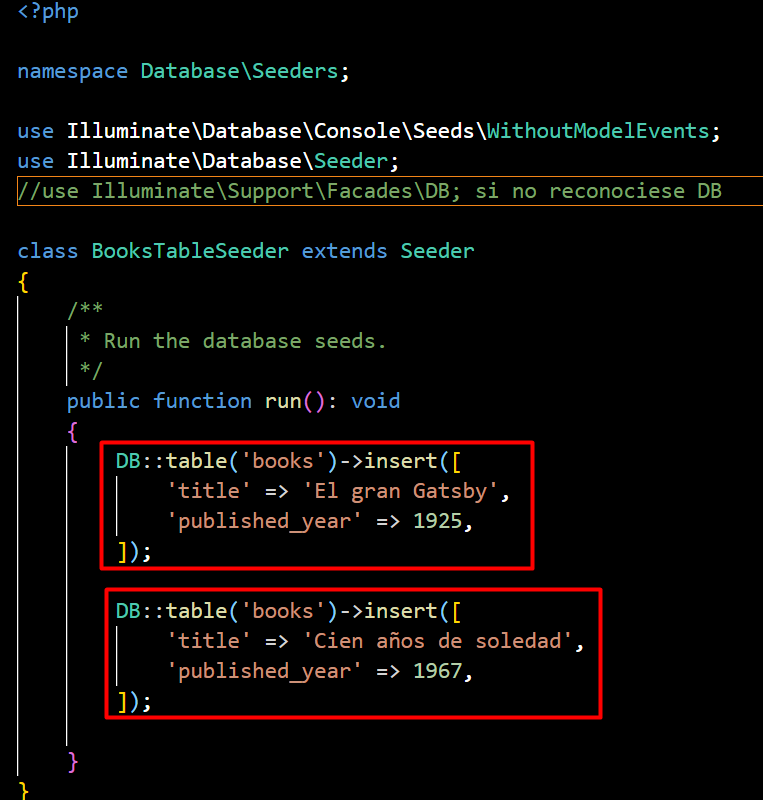 <?php
namespace Database\Seeders;
use Illuminate\Database\Console\Seeds\WithoutModelEvents;
use Illuminate\Database\Seeder;
//use Illuminate\Support\Facades\DB; si no reconociese DB
class BooksTableSeeder extends Seeder
{
    /**
     * Run the database seeds.
     */
    public function run(): void
    {
        DB::table('books')->insert([
            'title' => 'El gran Gatsby',
            'published_year' => 1925,
        ]);
        DB::table('books')->insert([
            'title' => 'Cien años de soledad',
            'published_year' => 1967,
        ]);
    }
}